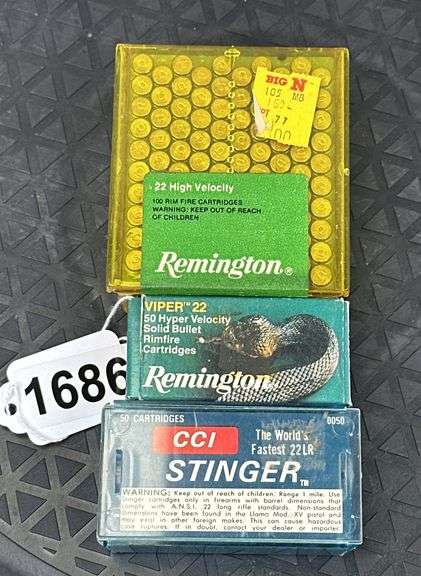 BIG N
105 MB
22 High Velocity
100 RIM FIRE CARTRIDGES
WARNING: KEEP OUT OF REACH
OF CHILDREN
Remington®
VIPER™ 22
50 Hyper Velocity
Solid Bullet
Rimfire
Cartridges
Remington
1686
50 CARTRIDGES
0050
CCI
STINGER™
The World's
Fastest 22LR
WARNING: Keep out of reach of children. Range 1 mile. Use
stinger cartridges only in firearms with barrel dimensions that
comply with A.N.S.I. 22 long rifle standards. Non-standard
dimensions have been found in the Llama Mod. XV pistol and
may exist in other foreign makes. This can cause hazardous
case ruptures. If in doubt, contact your dealer or importer.